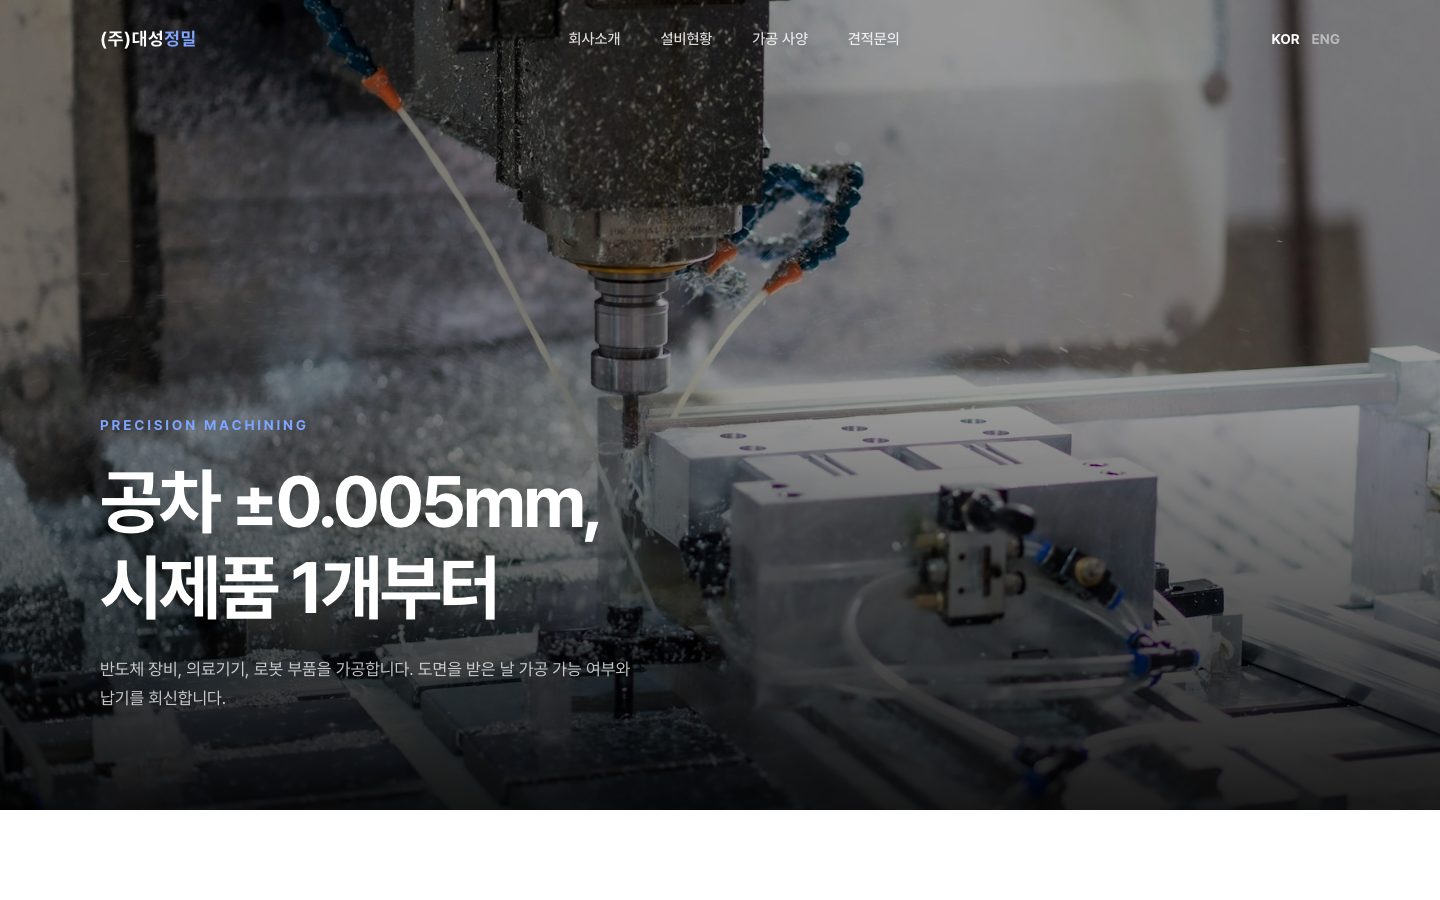 (주)대성정밀
회사소개 설비현황 가공 사양 견적문의
KOR ENG
PRECISION MACHINING
공차 ±0.005mm,
시제품 1개부터
반도체 장비, 의료기기, 로봇 부품을 가공합니다. 도면을 받은 날 가공 가능 여부와
납기를 회신합니다.